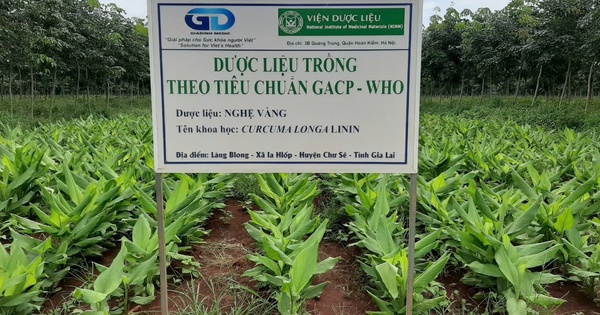 GD
GIADINH MEDIC
"Giải pháp cho Sức khỏe người Việt"
"Solution for Viet's Health"
VIỆN DƯỢC LIỆU
National Institute of Medicinal Materials (NIMM)
Địa chỉ: 3B Quang Trung, Quận Hoàn Kiếm, Hà Nội
DƯỢC LIỆU TRỒNG
THEO TIÊU CHUẨN GACP - WHO
Dược liệu: NGHỆ VÀNG
Tên khoa học: CURCUMA LONGA LININ
Địa điểm: Làng Blong - Xã Ia Hlốp - Huyện Chư Sê - Tỉnh Gia Lai